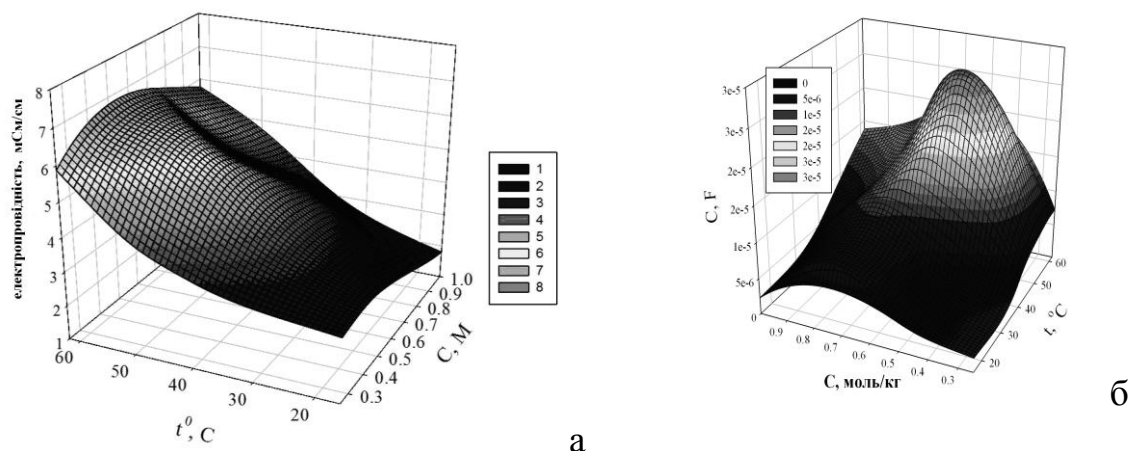 8
7
6
5
4
3
2
1
електропровідність, мСм/см
60
50
40
30
20
t⁰, С
0.3
0.4
0.5
0.6
0.7
0.8
0.9
1.0
С, М
1
2
3
4
5
6
7
8
а
3e-5
3e-5
2e-5
2e-5
1e-5
5e-6
0
C, F
0
5e-6
1e-5
2e-5
2e-5
3e-5
3e-5
0.9
0.8
0.7
0.6
0.5
0.4
0.3
С, моль/кг
20
30
40
50
60
t, °C
б